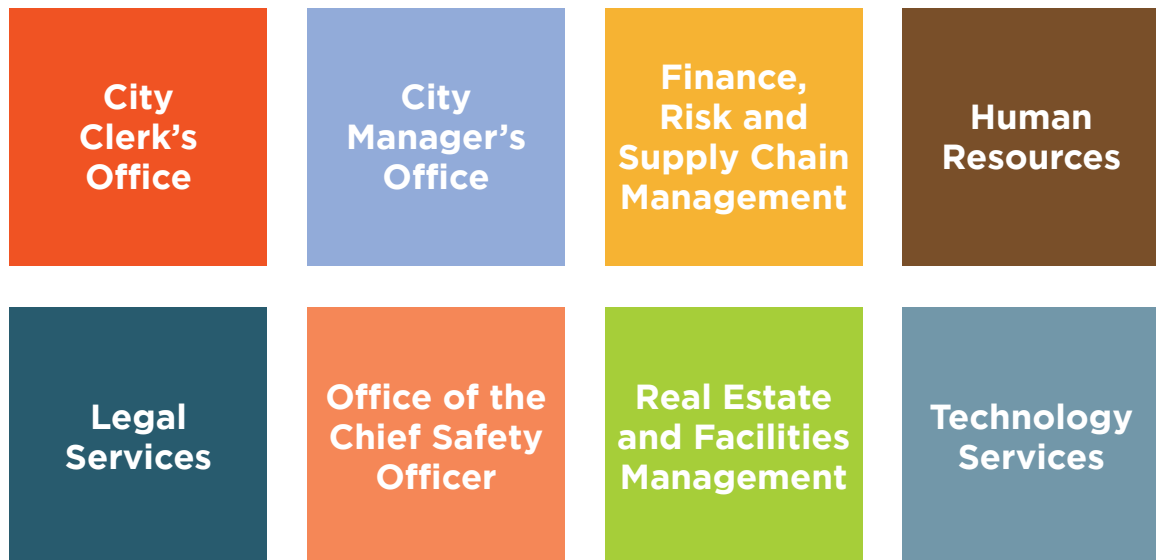 City
Clerk’s
Office
City
Manager’s
Office
Finance,
Risk and
Supply Chain
Management
Human
Resources
Legal
Services
Office of the
Chief Safety
Officer
Real Estate
and Facilities
Management
Technology
Services